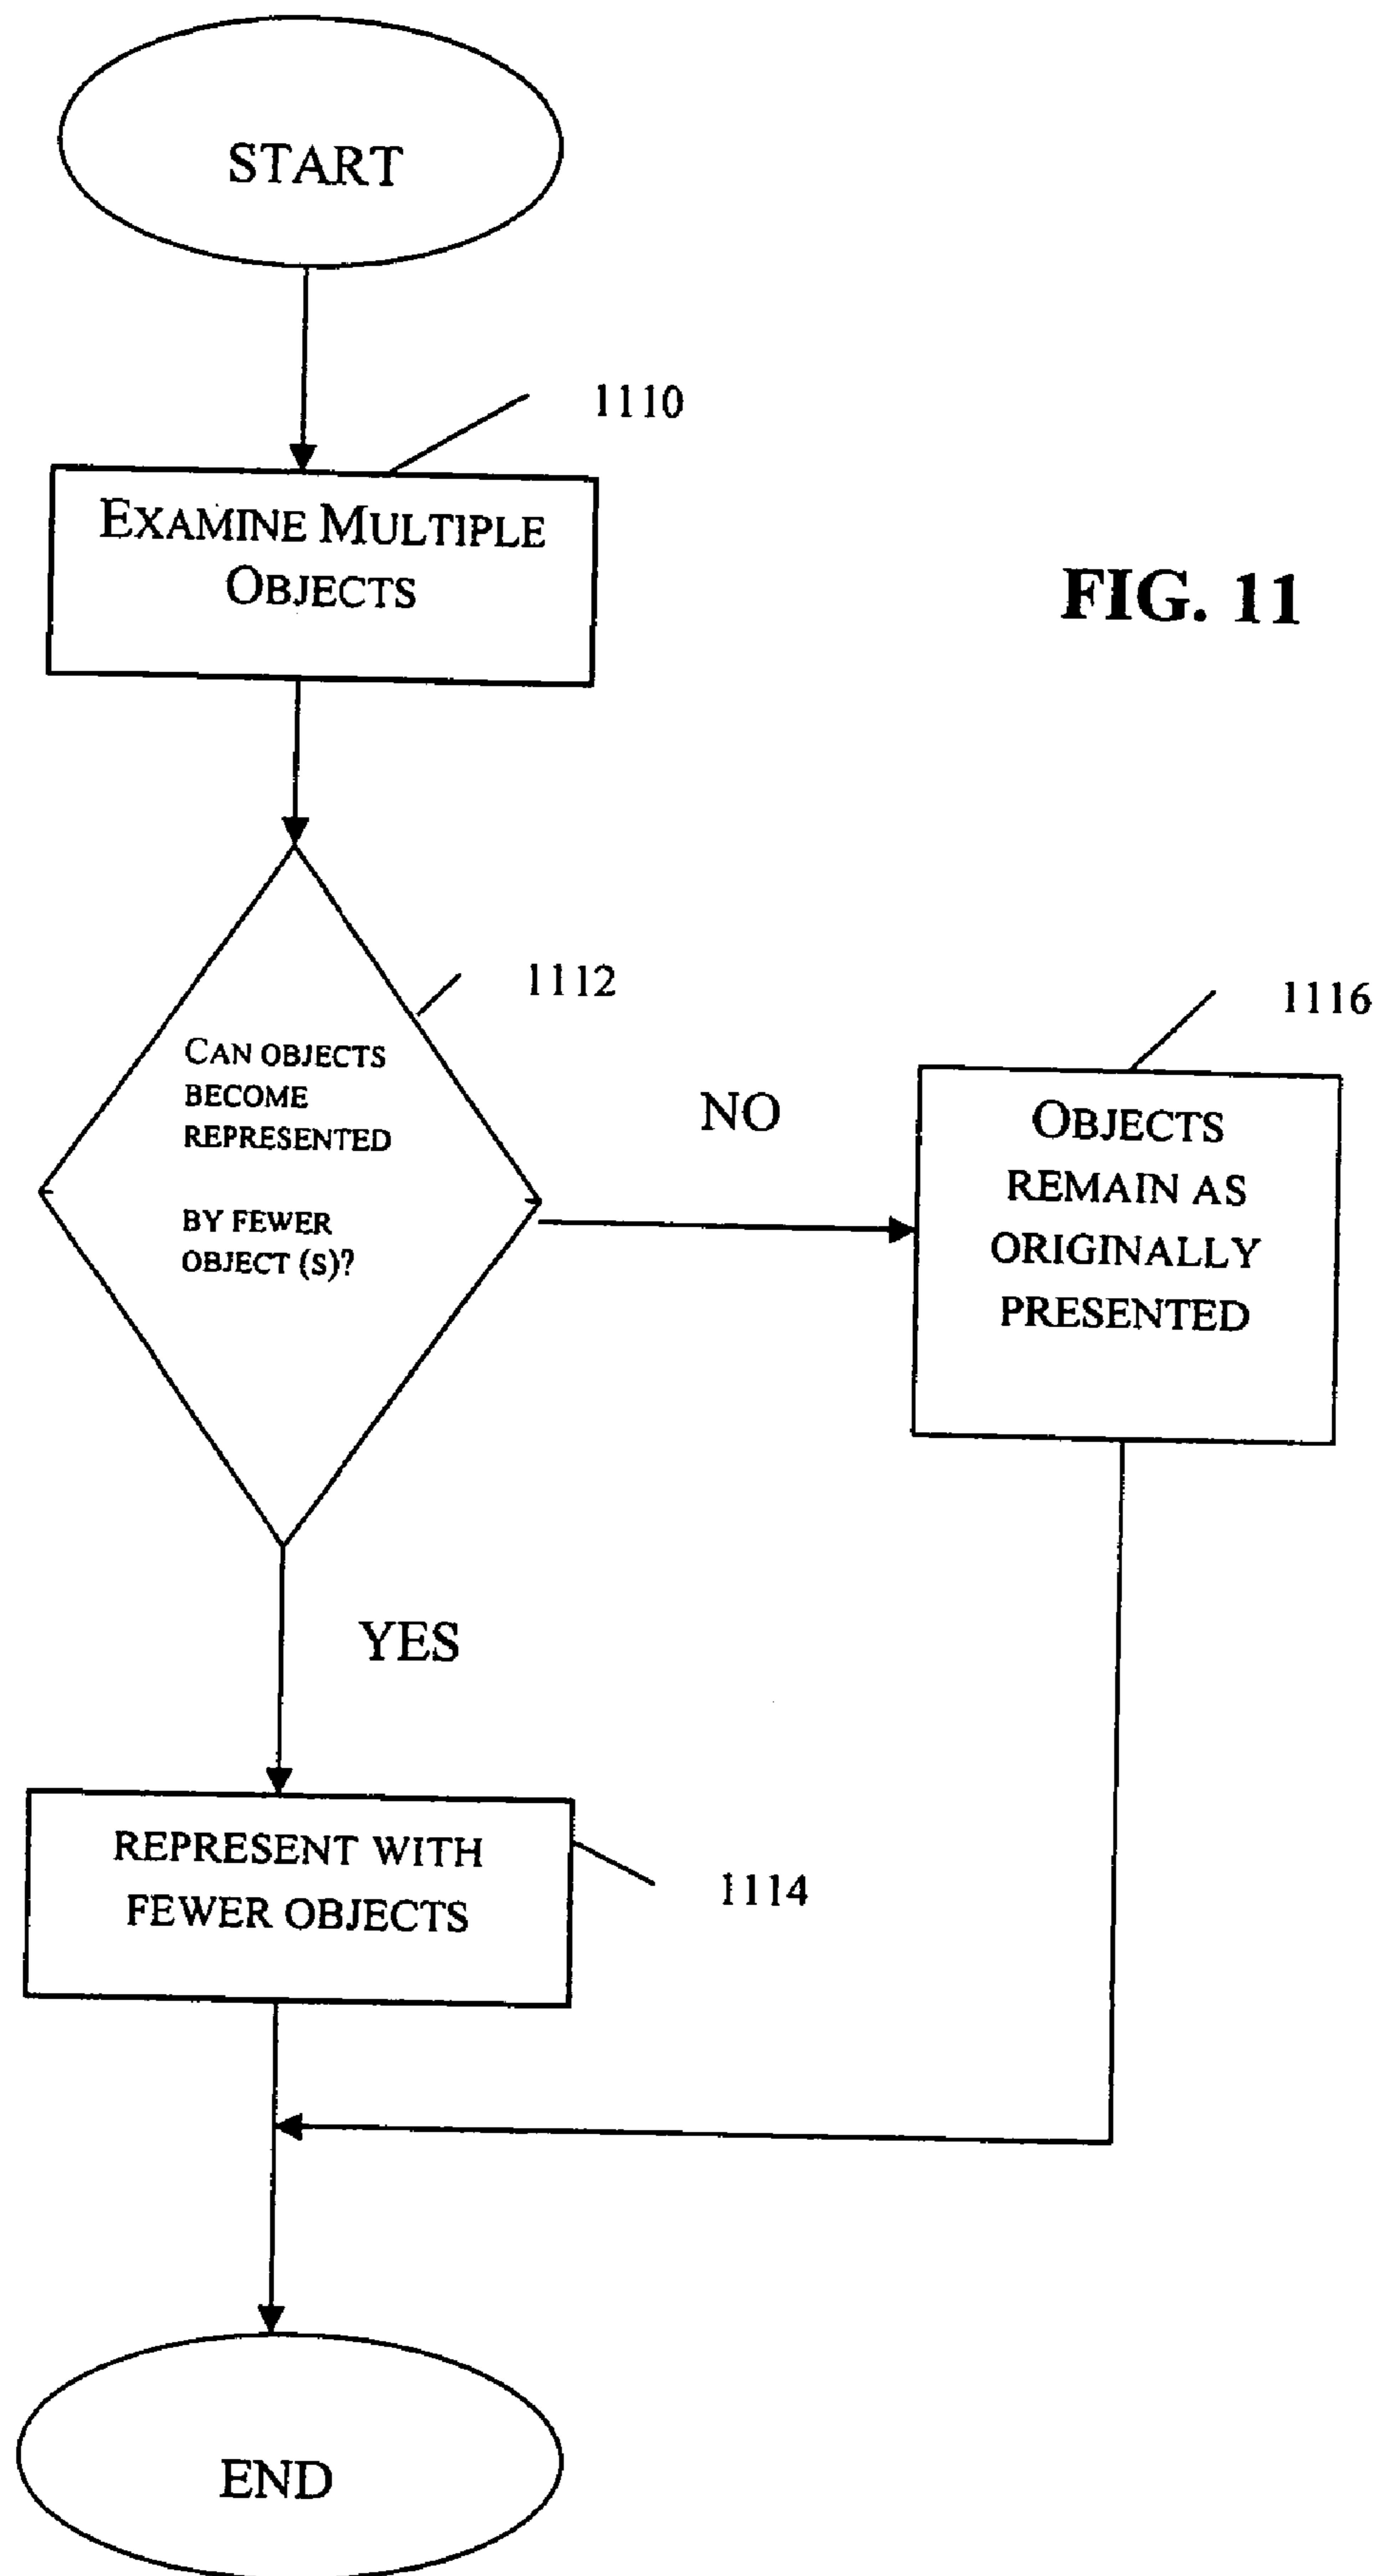 START
1110
EXAMINE MULTIPLE
OBJECTS
FIG. 11
1112
CAN OBJECTS
BECOME
REPRESENTED
BY FEWER
OBJECT (S)?
NO
1116
OBJECTS
REMAIN AS
ORIGINALLY
PRESENTED
YES
REPRESENT WITH
FEWER OBJECTS
1114
END